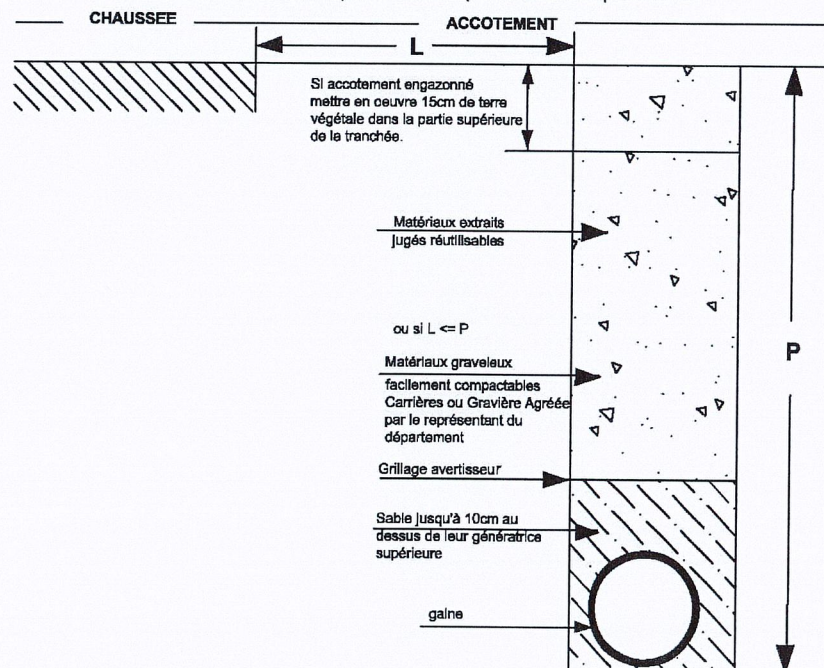 CHAUSSEE
ACCOTEMENT
L
Si accotement engazonné
mettre en oeuvre 15cm de terre
végétale dans la partie supérieure
de la tranchée.
Matériaux extraits
jugés réutilisables
ou si L <= P
P
Matériaux graveleux
facilement compactables
Carrières ou Gravière Agréée
par le représentant du
département
Grillage avertisseur
Sable jusqu'à 10cm au
dessus de leur génératrice
supérieure
gaine